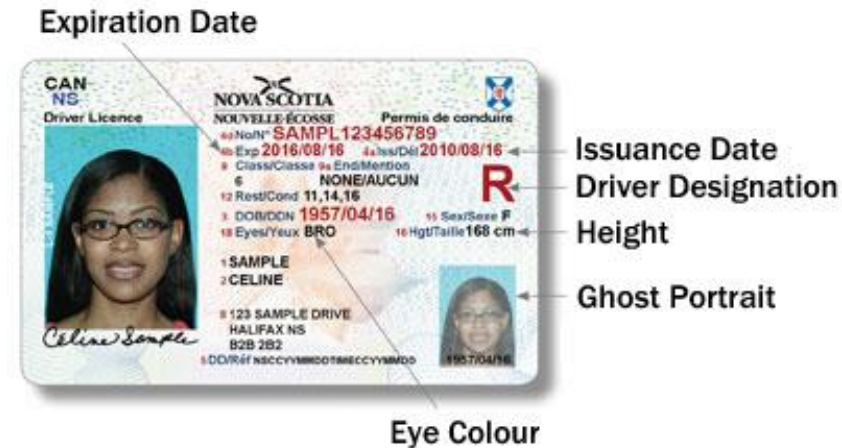 Expiration Date
CAN
NS
Driver Licence
NOVA SCOTIA
NOUVELLE-ÉCOSSE Permis de conduire
4d No/N° SAMPL123456789
4b Exp 2016/08/16 4a Iss/Dél 2010/08/16
Issuance Date
9 Class/Classe 9a End/Mention
6 NONE/AUCUN
R
Driver Designation
12 Rest/Cond 11,14,16
3 DOB/DDN 1957/04/16 15 Sex/Sexe F
18 Eyes/Yeux BRO 16 Hgt/Taille 168 cm
Height
1 SAMPLE
2 CELINE
Ghost Portrait
8 123 SAMPLE DRIVE
HALIFAX NS
B2B 2B2
Celine Sample
5 DD/Réf NSCCYYMMDDTIMECCYYMMDD
1957/04/16
Eye Colour